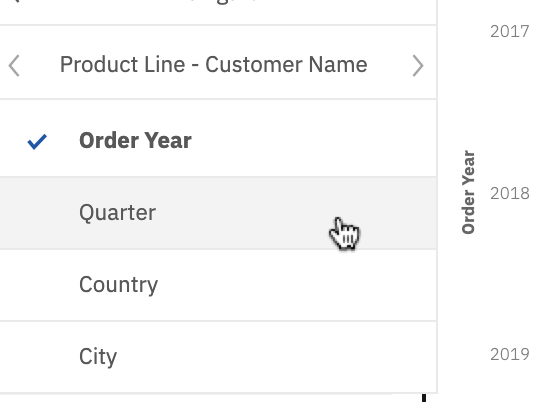 Product Line - Customer Name
Order Year
Quarter
Country
City
Order Year
2017
2018
2019